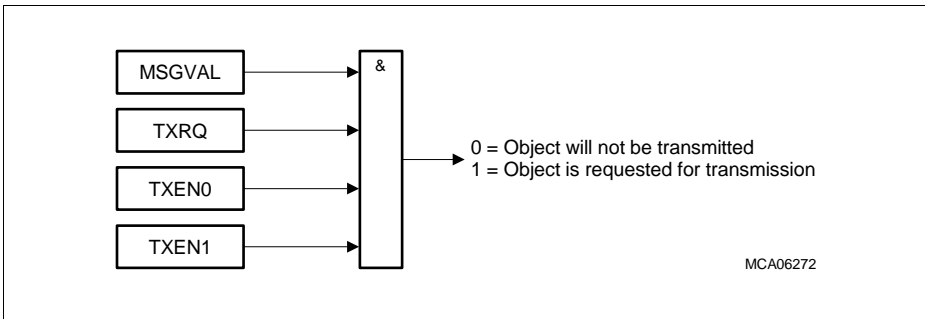 MSGVAL
&
TXRQ
0 = Object will not be transmitted
1 = Object is requested for transmission
TXEN0
TXEN1
MCA06272